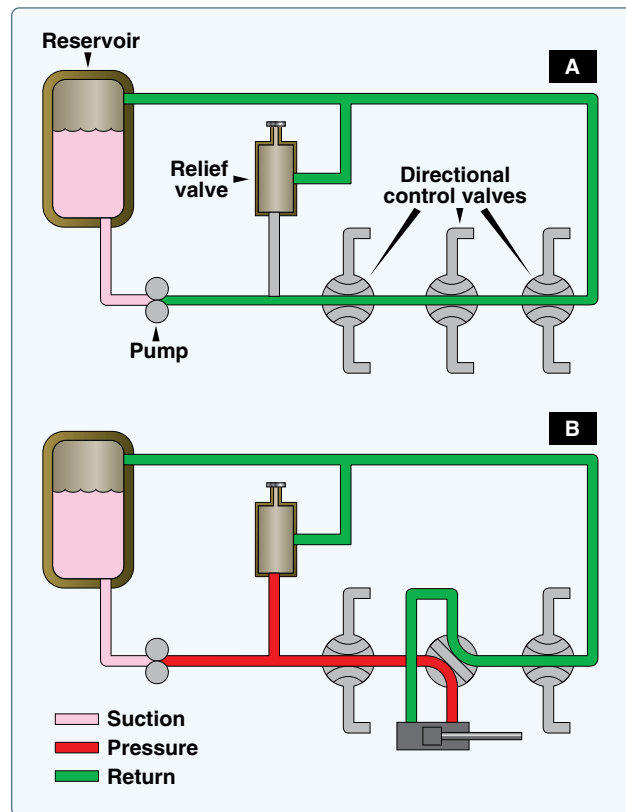 Reservoir
A
Relief
valve
Directional
control valves
Pump
B
Suction
Pressure
Return